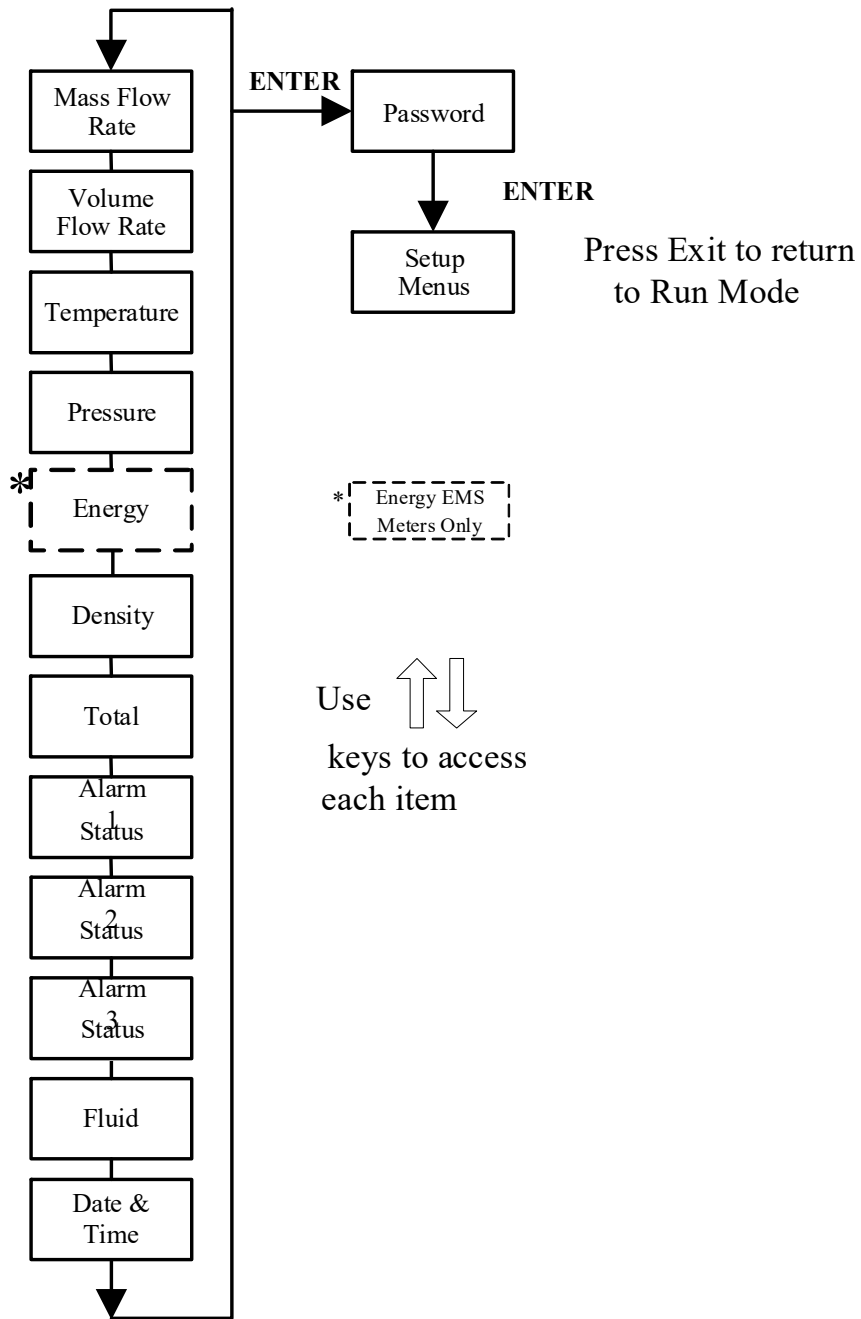 Mass Flow
Rate
ENTER
Password
Volume
Flow Rate
ENTER
Setup
Menus
Press Exit to return
to Run Mode
Temperature
Pressure
*
Energy
*
Energy EMS
Meters Only
Density
Total
Use
keys to access
each item
Alarm
1
Status
Alarm
2
Status
Alarm
3
Status
Fluid
Date &
Time